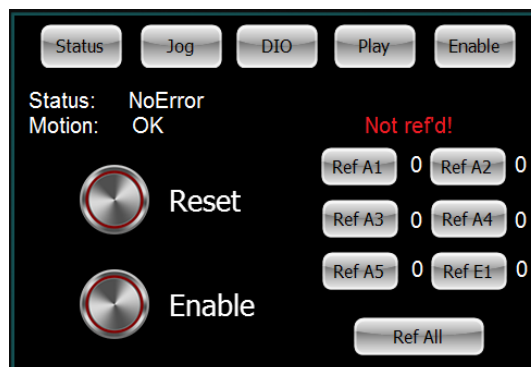 Status Jog DIO Play Enable
Status: NoError
Motion: OK
Not ref'd!
Ref A1 0 Ref A2 0
Reset
Ref A3 0 Ref A4 0
Ref A5 0 Ref E1 0
Enable
Ref All